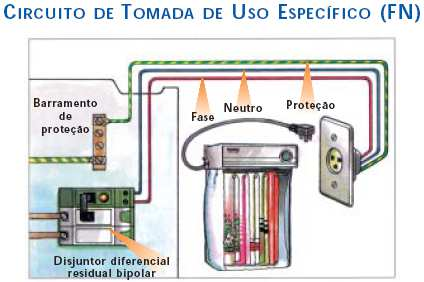 CIRCUITO DE TOMADA DE USO ESPECÍFICO (FN)
Barramento
de
proteção
Fase
Neutro
Proteção
Disjuntor diferencial
residual bipolar